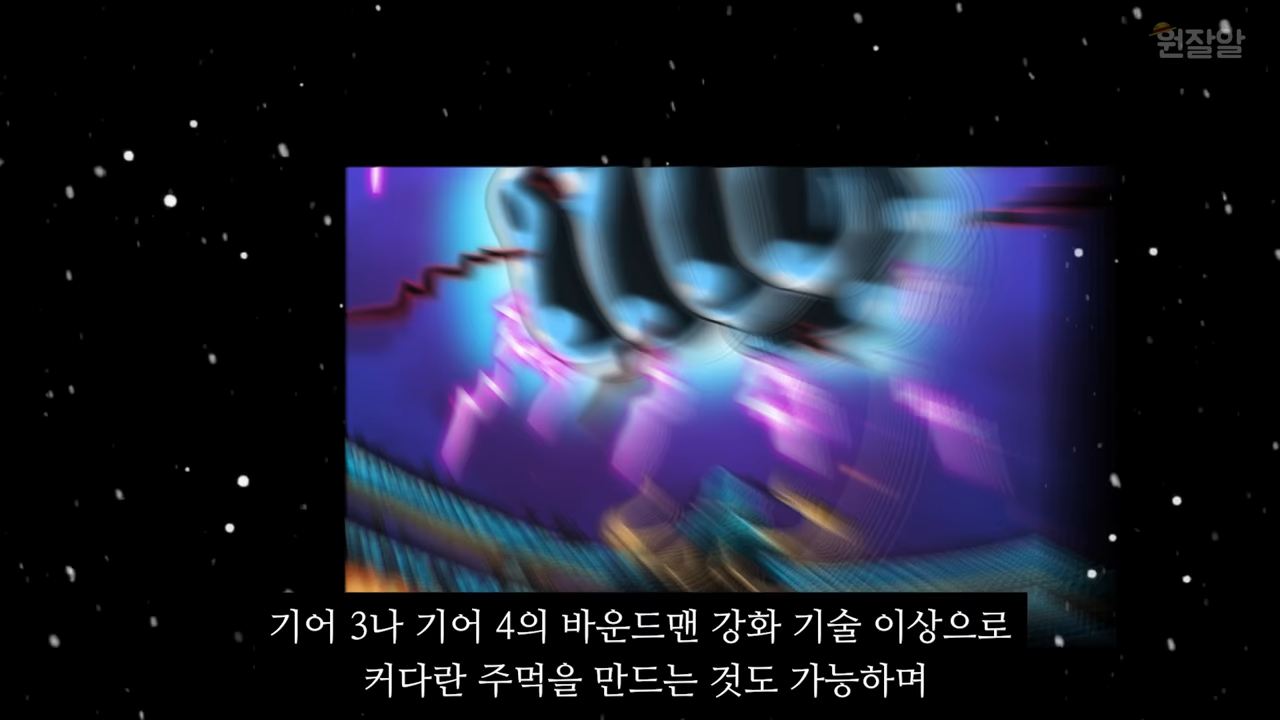 원잘알
기어 3나 기어 4의 바운드맨 강화 기술 이상으로
커다란 주먹을 만드는 것도 가능하며